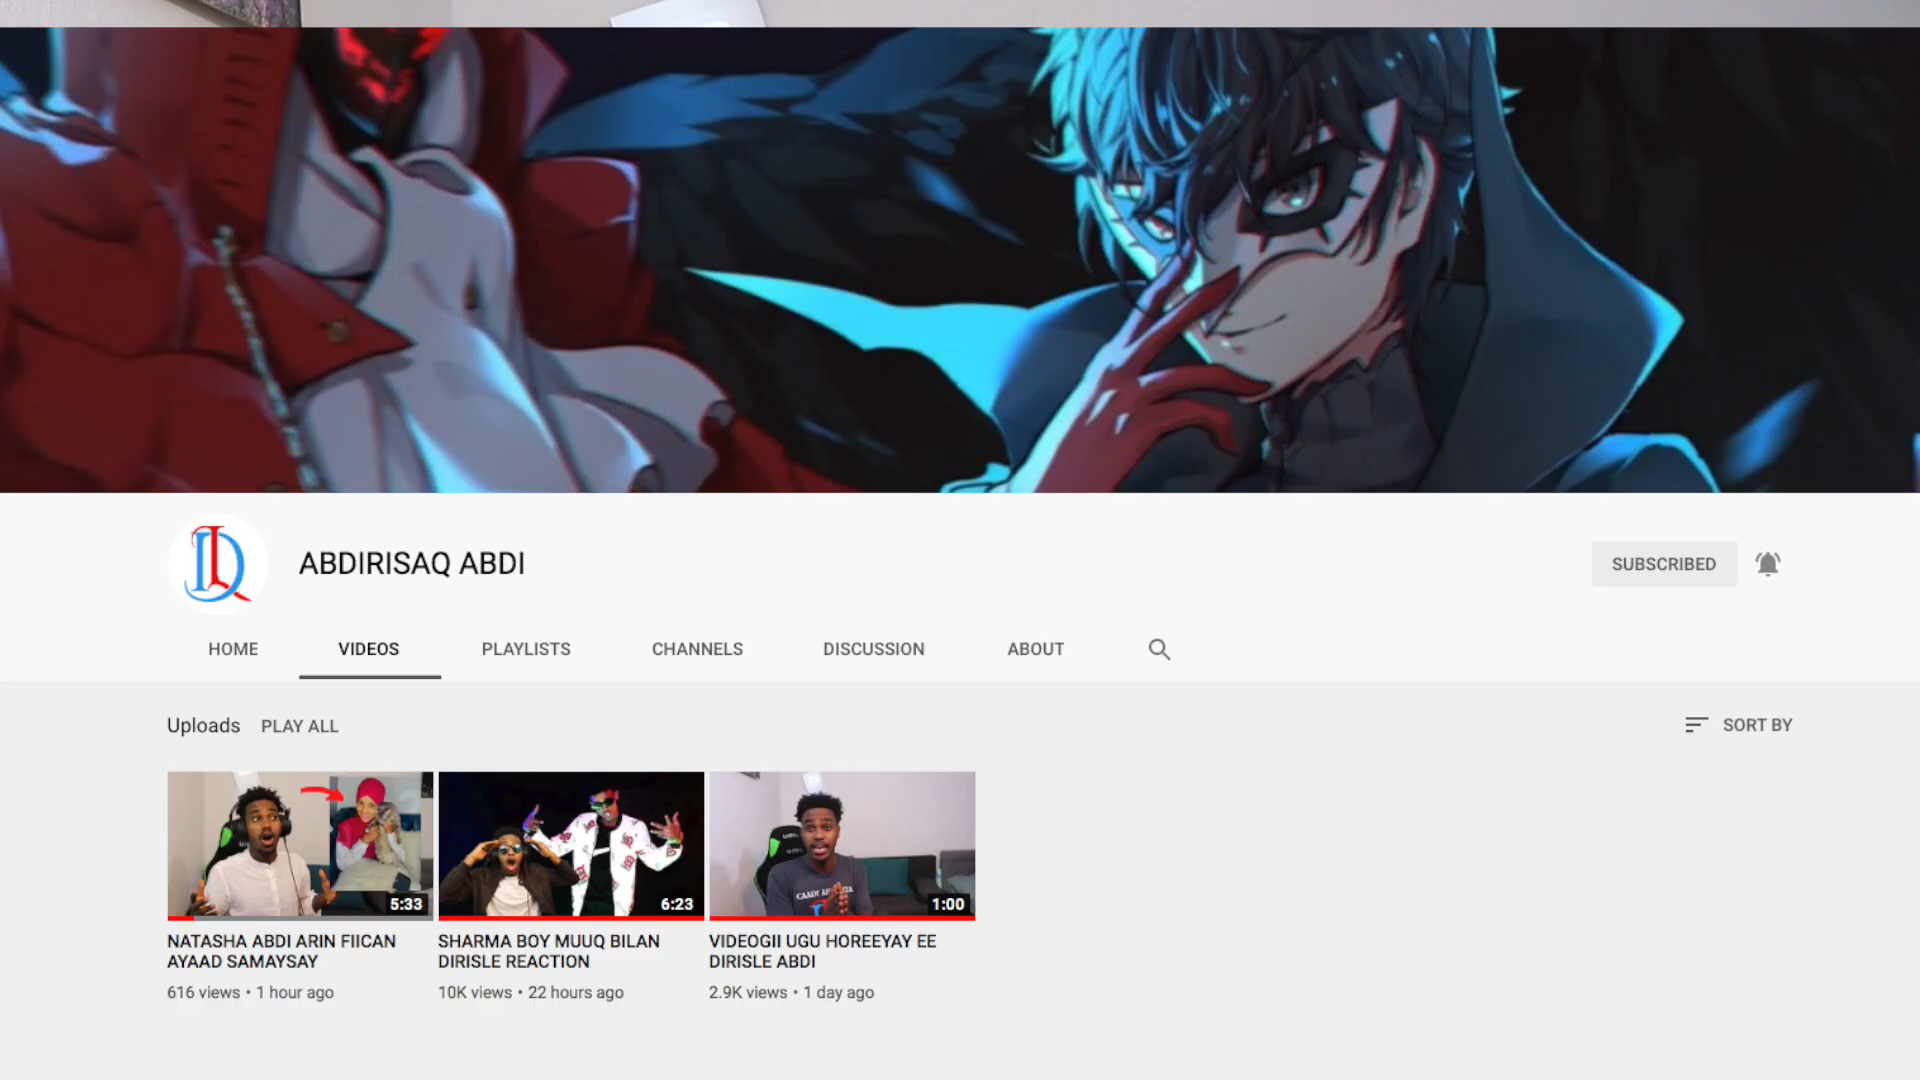 ABDIRISAQ ABDI
SUBSCRIBED
HOME VIDEOS PLAYLISTS CHANNELS DISCUSSION ABOUT
Uploads PLAY ALL
SORT BY
5:33
6:23
1:00
NATASHA ABDI ARIN FIICAN
AYAAD SAMAYSAY
616 views • 1 hour ago
SHARMA BOY MUUQ BILAN
DIRISLE REACTION
10K views • 22 hours ago
VIDEOGII UGU HOREEYAY EE
DIRISLE ABDI
2.9K views • 1 day ago